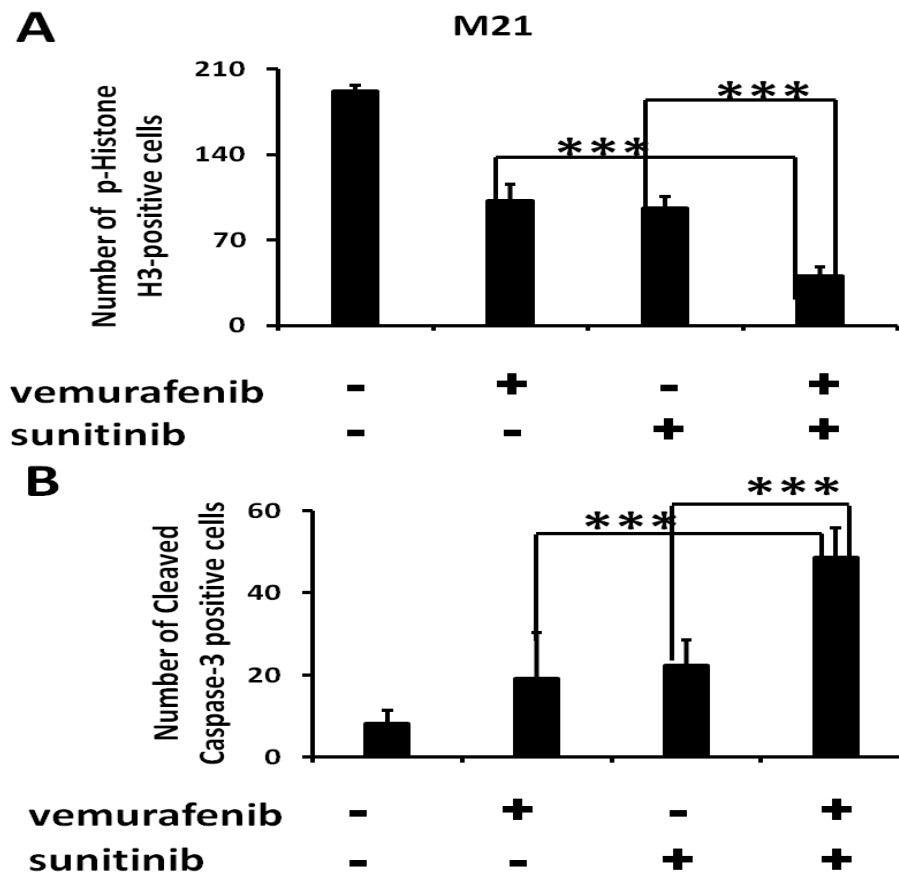 A
M21
Number of p-Histone
H3-positive cells
210
140
70
0
***
***
vemurafenib - + - +
sunitinib - - + +
B
Number of Cleaved
Caspase-3 positive cells
60
40
20
0
***
***
vemurafenib - + - +
sunitinib - - + +